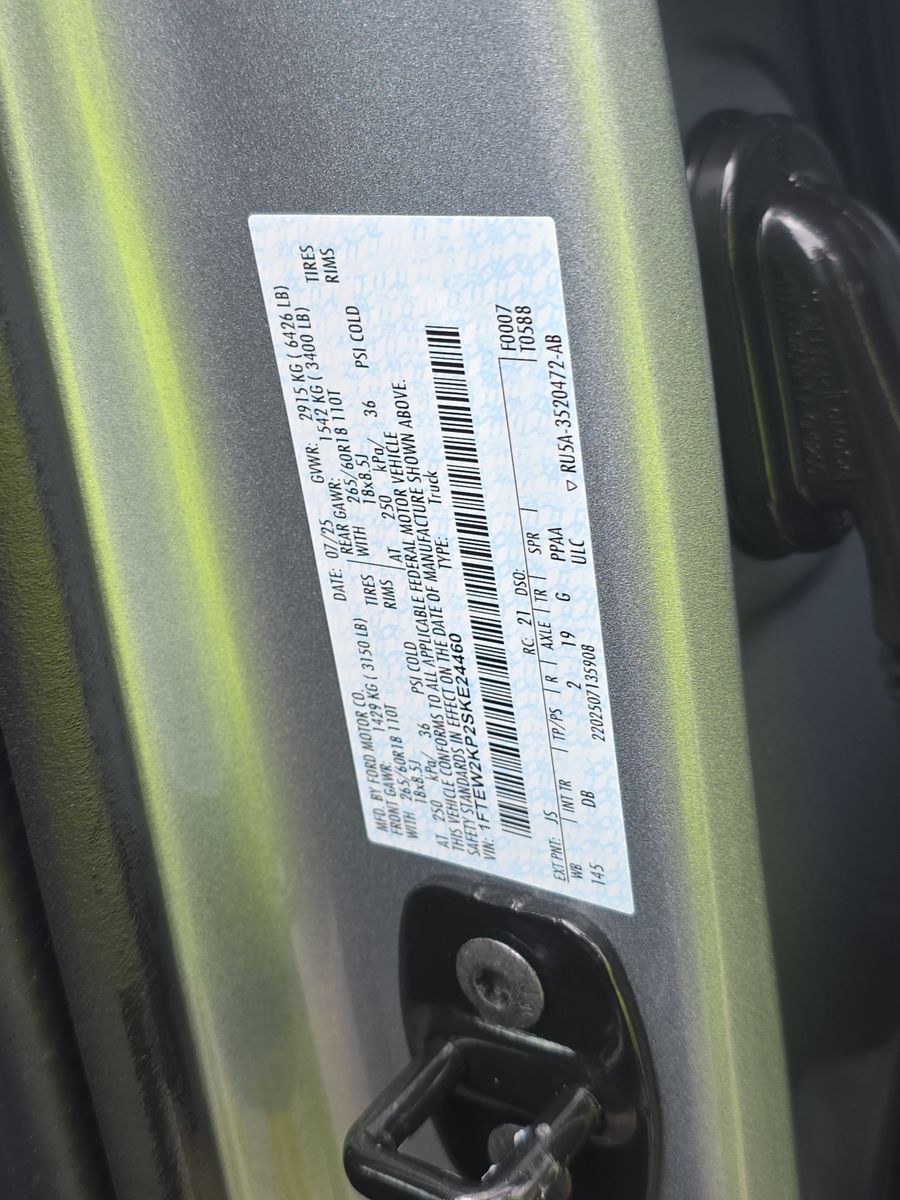 MFD. BY FORD MOTOR CO.
DATE: 07/25 GVWR: 2915 KG ( 6426 LB)
FRONT GAWR: 1429 KG ( 3150 LB) REAR GAWR: 1542 KG ( 3400 LB)
WITH 265/60R18 110T TIRES WITH 265/60R18 110T TIRES
18x8.5J RIMS 18x8.5J RIMS
AT 250 kPa/ 36 PSI COLD AT 250 kPa/ 36 PSI COLD
THIS VEHICLE CONFORMS TO ALL APPLICABLE FEDERAL MOTOR VEHICLE
SAFETY STANDARDS IN EFFECT ON THE DATE OF MANUFACTURE SHOWN ABOVE.
VIN: 1FTEW2KP2SKE24460 TYPE: Truck
F0007
T0588
EXT PNT: JS RC: 21 DSO:
WB INT TR TP/PS R AXLE TR SPR
145 DB 2 19 G PPAA
2202507135908 ULC ▽ RU5A-3520472-AB